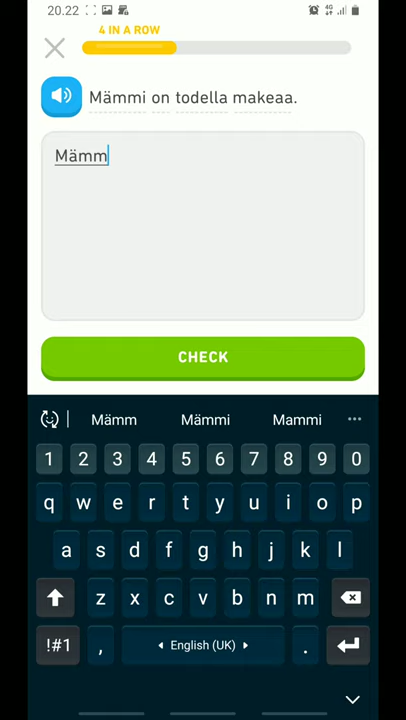 20.22
4G
4 IN A ROW
Mämmi on todella makeaa.
Mämm
CHECK
Mämm Mämmi Mammi
1 2 3 4 5 6 7 8 9 0
q w e r t y u i o p
a s d f g h j k l
z x c v b n m
!#1 , English (UK) .